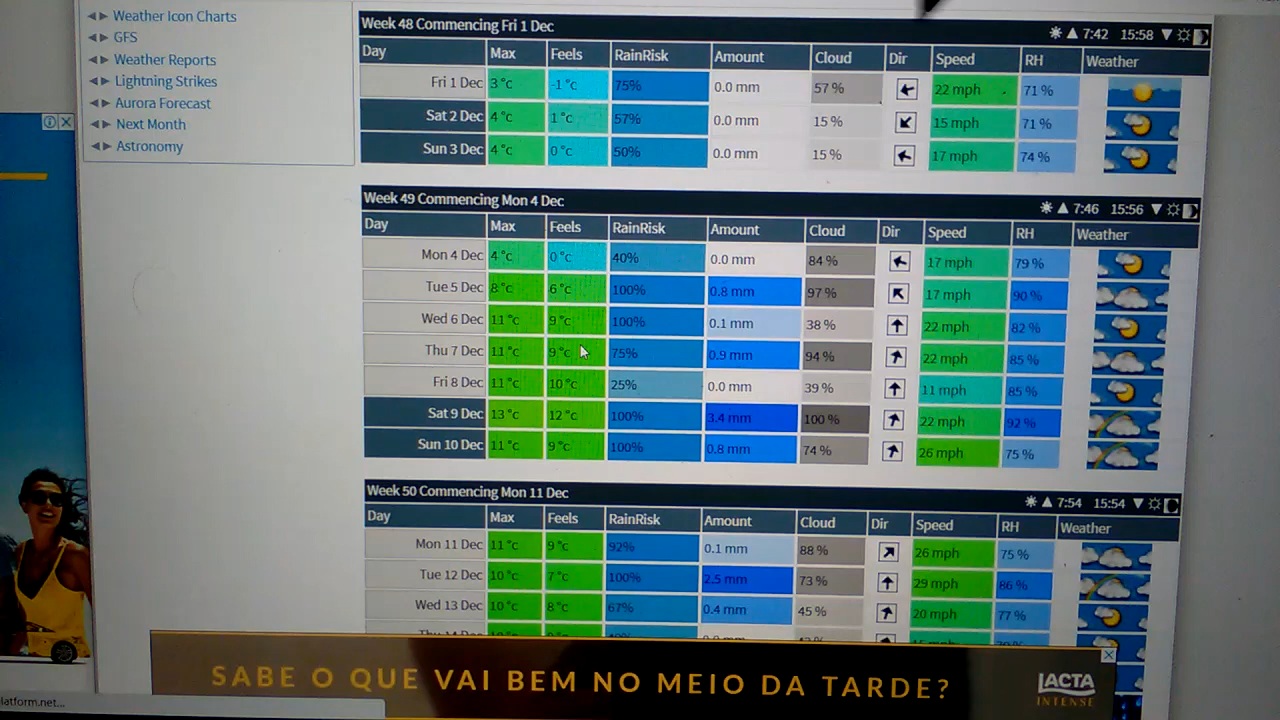 Weather Icon Charts
GFS
Weather Reports
Lightning Strikes
Aurora Forecast
Next Month
Astronomy
Week 48 Commencing Fri 1 Dec 7:42 15:58
Day Max Feels RainRisk Amount Cloud Dir Speed RH Weather
Fri 1 Dec 3°c -1°c 75% 0.0 mm 57 % 22 mph 71 %
Sat 2 Dec 4°c 1°c 57% 0.0 mm 15 % 15 mph 71 %
Sun 3 Dec 4°c 0°c 50% 0.0 mm 15 % 17 mph 74 %
Week 49 Commencing Mon 4 Dec 7:46 15:56
Day Max Feels RainRisk Amount Cloud Dir Speed RH Weather
Mon 4 Dec 4°c 0°c 40% 0.0 mm 84 % 17 mph 79 %
Tue 5 Dec 8°c 6°c 100% 0.8 mm 97 % 17 mph 90 %
Wed 6 Dec 11°c 9°c 100% 0.1 mm 38 % 22 mph 82 %
Thu 7 Dec 11°c 9°c 75% 0.9 mm 94 % 22 mph 85 %
Fri 8 Dec 11°c 10°c 25% 0.0 mm 39 % 11 mph 85 %
Sat 9 Dec 13°c 12°c 100% 3.4 mm 100 % 22 mph 92 %
Sun 10 Dec 11°c 9°c 100% 0.8 mm 74 % 26 mph 75 %
Week 50 Commencing Mon 11 Dec 7:54 15:54
Day Max Feels RainRisk Amount Cloud Dir Speed RH Weather
Mon 11 Dec 11°c 9°c 92% 0.1 mm 88 % 26 mph 75 %
Tue 12 Dec 10°c 7°c 100% 2.5 mm 73 % 29 mph 86 %
Wed 13 Dec 10°c 8°c 67% 0.4 mm 45 % 20 mph 77 %
SABE O QUE VAI BEM NO MEIO DA TARDE?
LACTA
INTENSE
latform.net...